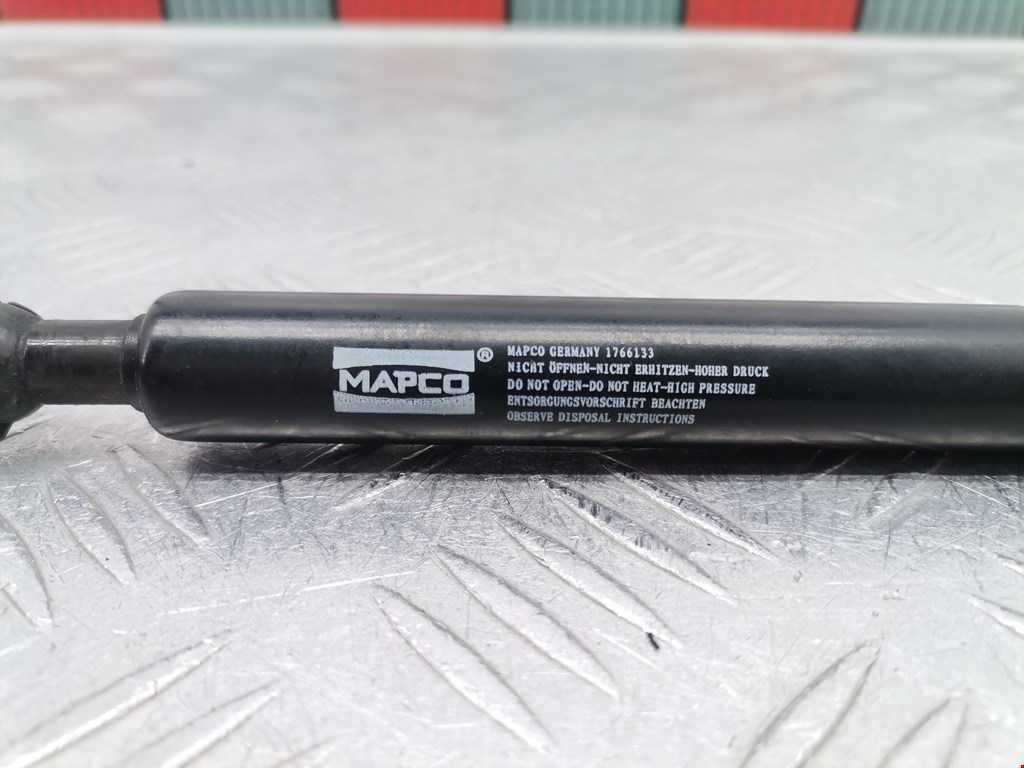 MAPCO®
MAPCO GERMANY 1766133
NICHT ÖFFNEN-NICHT ERHITZEN-HOHER DRUCK
DO NOT OPEN-DO NOT HEAT-HIGH PRESSURE
ENTSORGUNGSVORSCHRIFT BEACHTEN
OBSERVE DISPOSAL INSTRUCTIONS